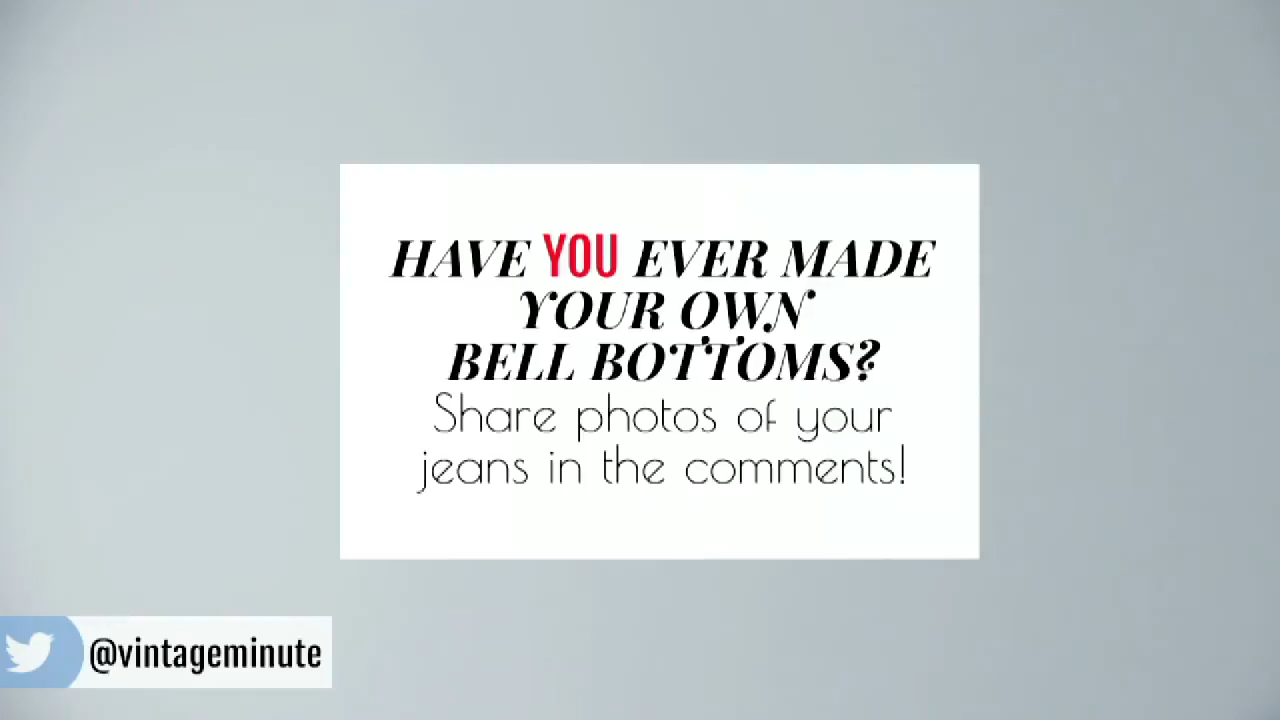 HAVE YOU EVER MADE
YOUR OWN
BELL BOTTOMS?
Share photos of your
jeans in the comments!
@vintageminute